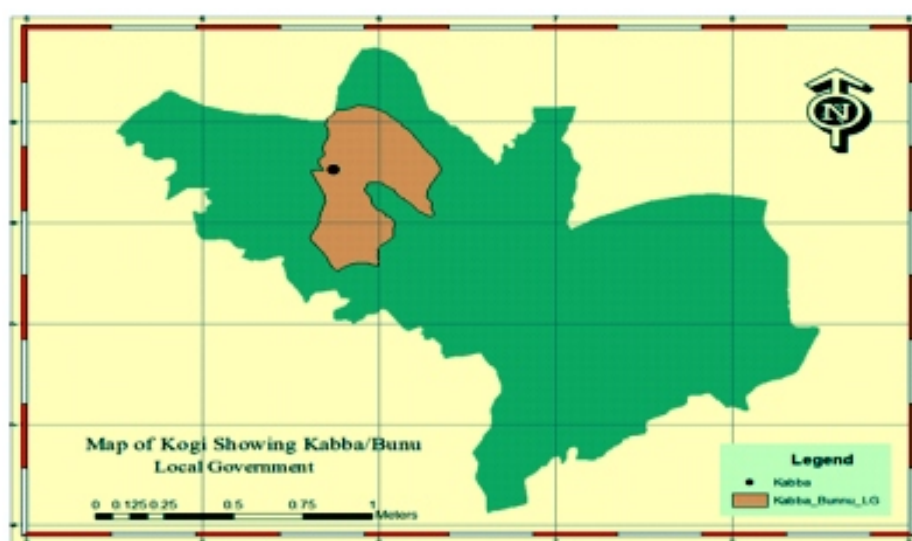 N
Map of Kogi Showing Kabba/Bunu
Local Government
0 0.125 0.25 0.5 0.75 1
Meters
Legend
Kabba
Kabba_Bunnu_LG